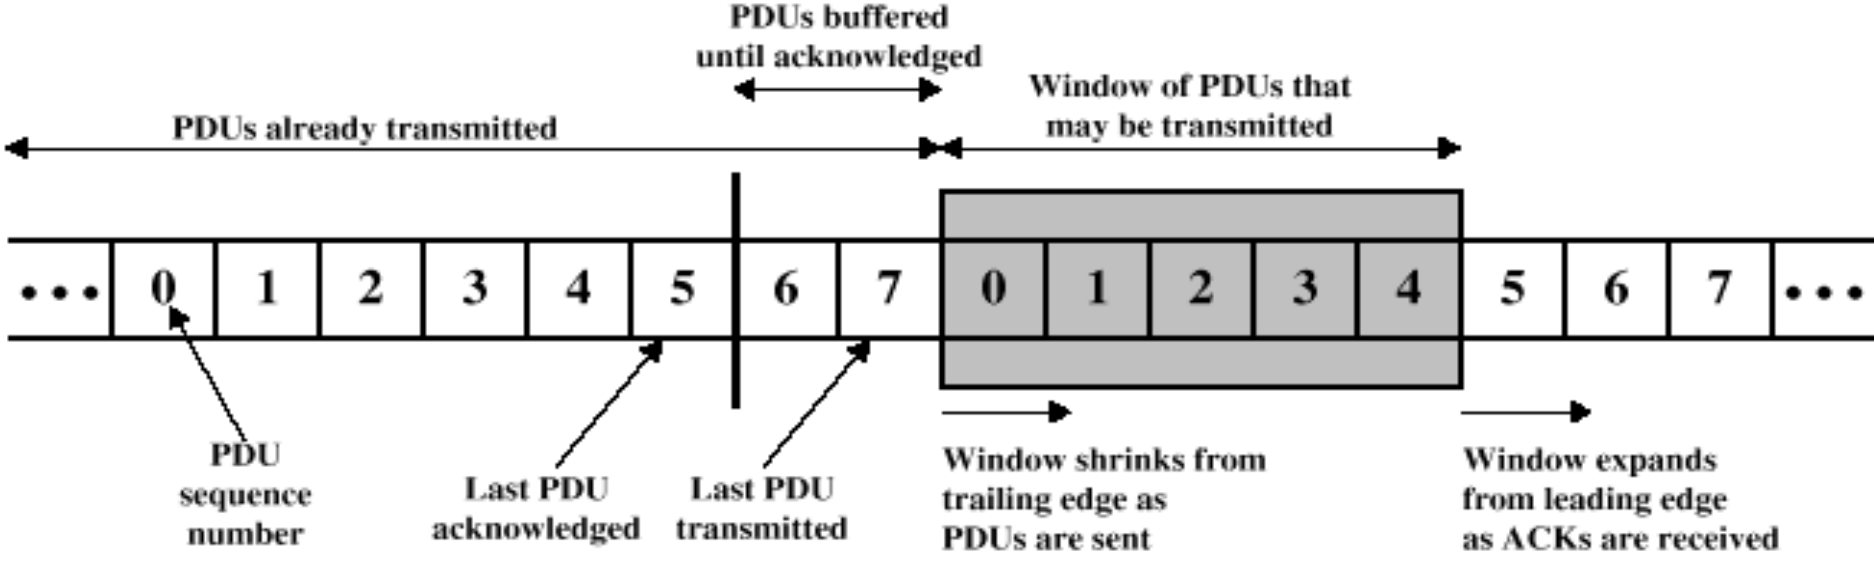 PDUs buffered
until acknowledged
Window of PDUs that
may be transmitted
PDUs already transmitted
••• 0 1 2 3 4 5 6 7 0 1 2 3 4 5 6 7 •••
PDU
sequence
number
Last PDU
acknowledged
Last PDU
transmitted
Window shrinks from
trailing edge as
PDUs are sent
Window expands
from leading edge
as ACKs are received